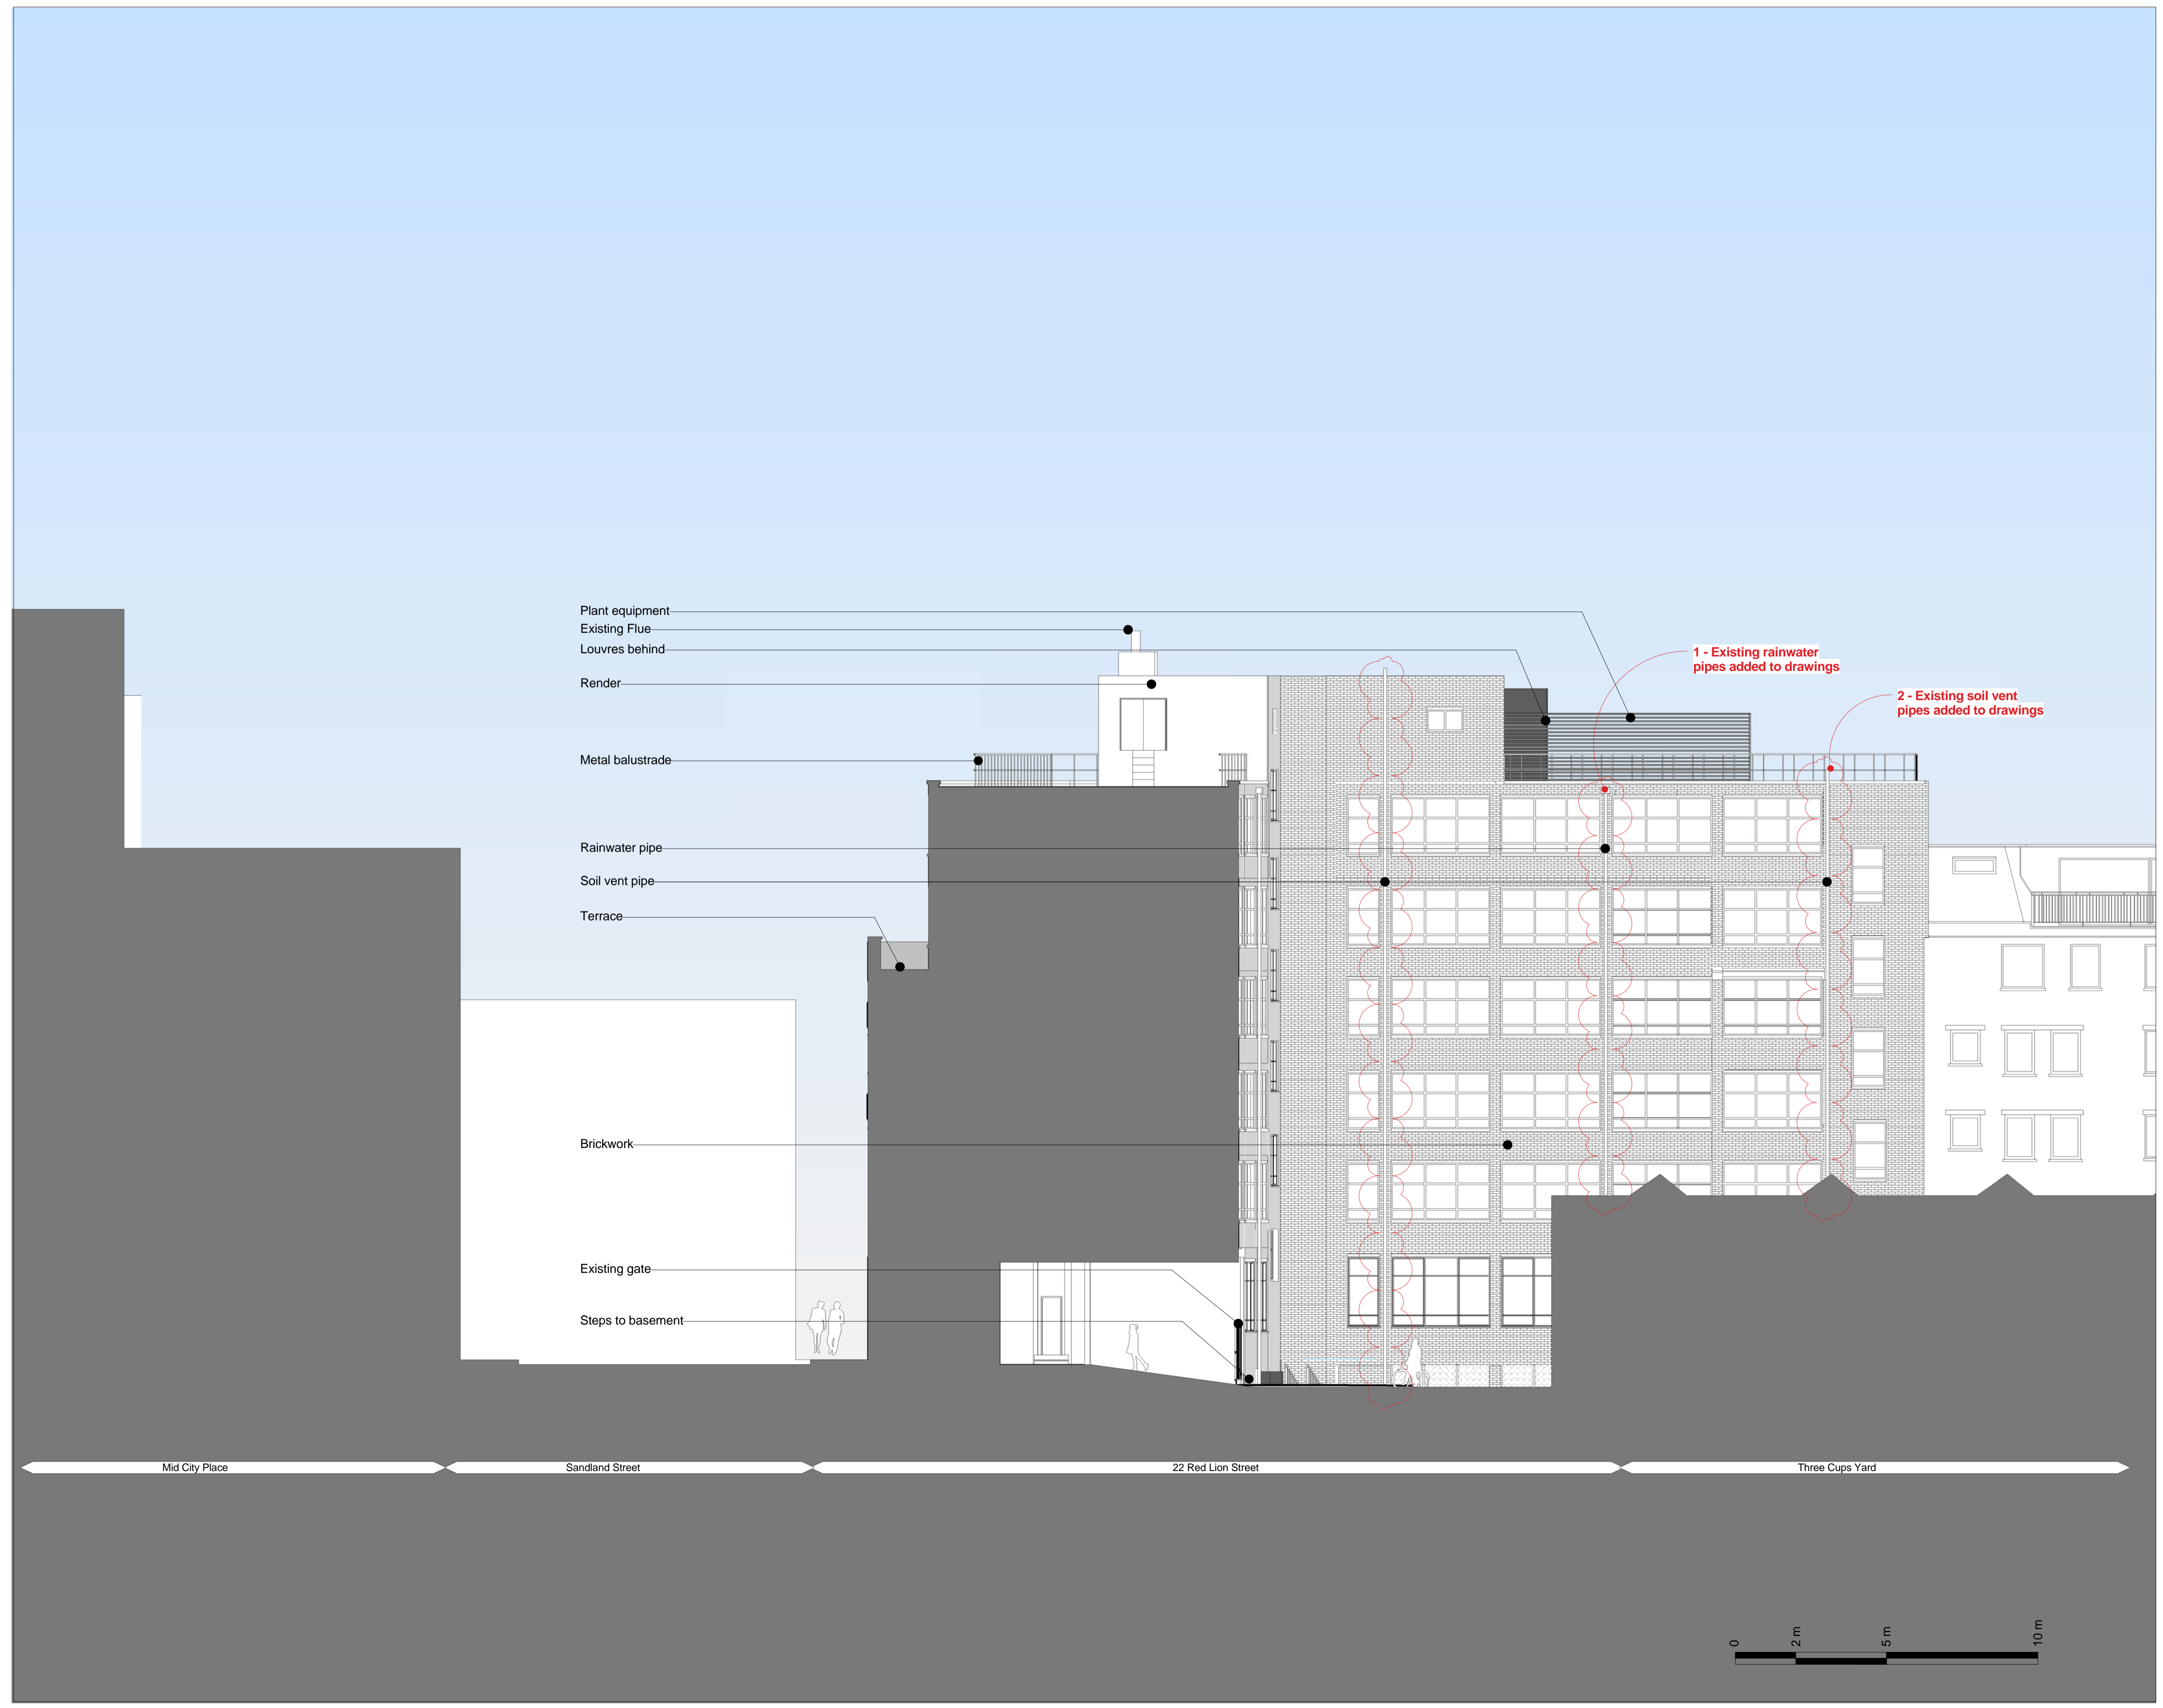 Plant equipment
Existing Flue
Louvres behind
Render
1 - Existing rainwater
pipes added to drawings
2 - Existing soil vent
pipes added to drawings
Metal balustrade
Rainwater pipe
Soil vent pipe
Terrace
Brickwork
Existing gate
Steps to basement
Mid City Place
Sandland Street
22 Red Lion Street
Three Cups Yard
0
2 m
5 m
10 m